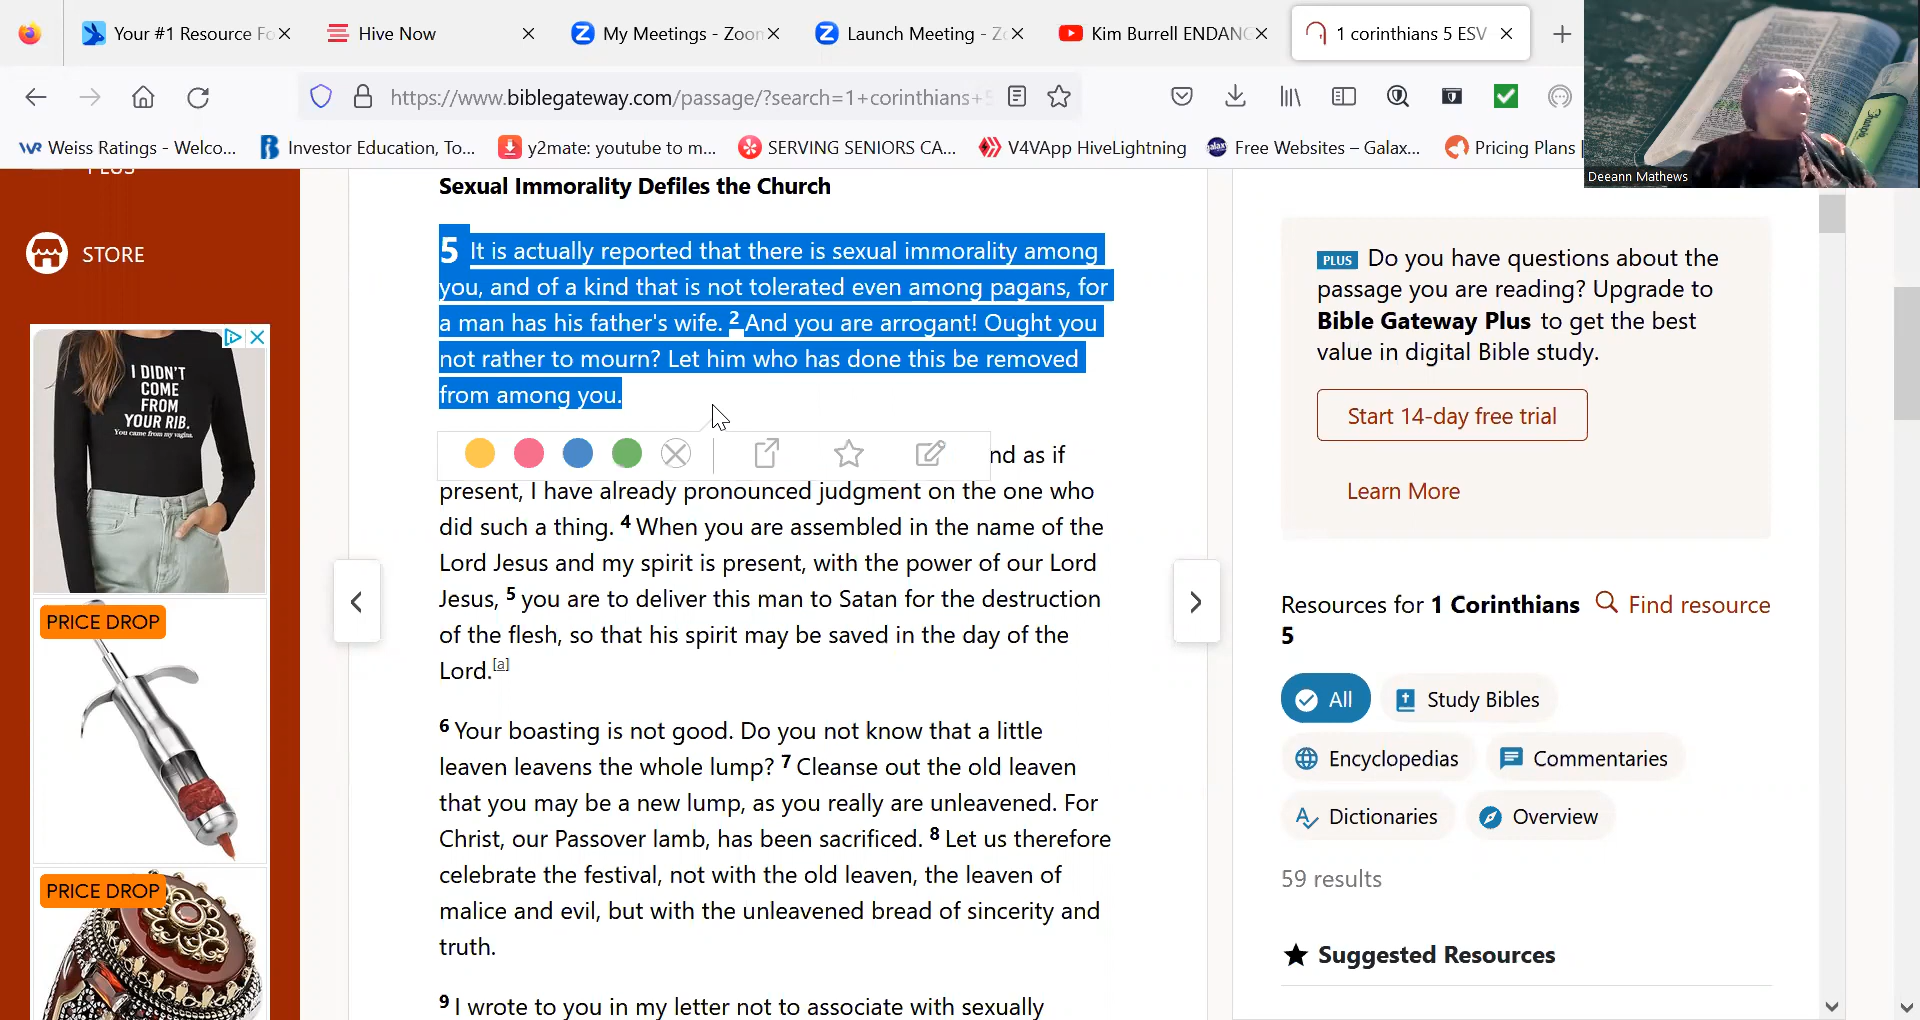 Your #1 Resource Fo
Hive Now
My Meetings - Zoon
Launch Meeting - Zo
Kim Burrell ENDANG
1 corinthians 5 ESV
https://www.biblegateway.com/passage/?search=1+corinthians+5
Weiss Ratings - Welco...
Investor Education, To...
y2mate: youtube to m...
SERVING SENIORS CA...
V4VApp HiveLightning
Free Websites – Galax...
Pricing Plans |
Deeann Mathews
PLUS
STORE
I DIDN'T
COME
FROM
YOUR RIB.
You came from my vagina.
PRICE DROP
PRICE DROP
Sexual Immorality Defiles the Church
5 It is actually reported that there is sexual immorality among
you, and of a kind that is not tolerated even among pagans, for
a man has his father's wife. 2 And you are arrogant! Ought you
not rather to mourn? Let him who has done this be removed
from among you.
nd as if
present, I have already pronounced judgment on the one who
did such a thing. 4 When you are assembled in the name of the
Lord Jesus and my spirit is present, with the power of our Lord
Jesus, 5 you are to deliver this man to Satan for the destruction
of the flesh, so that his spirit may be saved in the day of the
Lord.[a]
6 Your boasting is not good. Do you not know that a little
leaven leavens the whole lump? 7 Cleanse out the old leaven
that you may be a new lump, as you really are unleavened. For
Christ, our Passover lamb, has been sacrificed. 8 Let us therefore
celebrate the festival, not with the old leaven, the leaven of
malice and evil, but with the unleavened bread of sincerity and
truth.
9 I wrote to you in my letter not to associate with sexually
PLUS Do you have questions about the
passage you are reading? Upgrade to
Bible Gateway Plus to get the best
value in digital Bible study.
Start 14-day free trial
Learn More
Resources for 1 Corinthians
5
Find resource
All
Study Bibles
Encyclopedias
Commentaries
Dictionaries
Overview
59 results
Suggested Resources